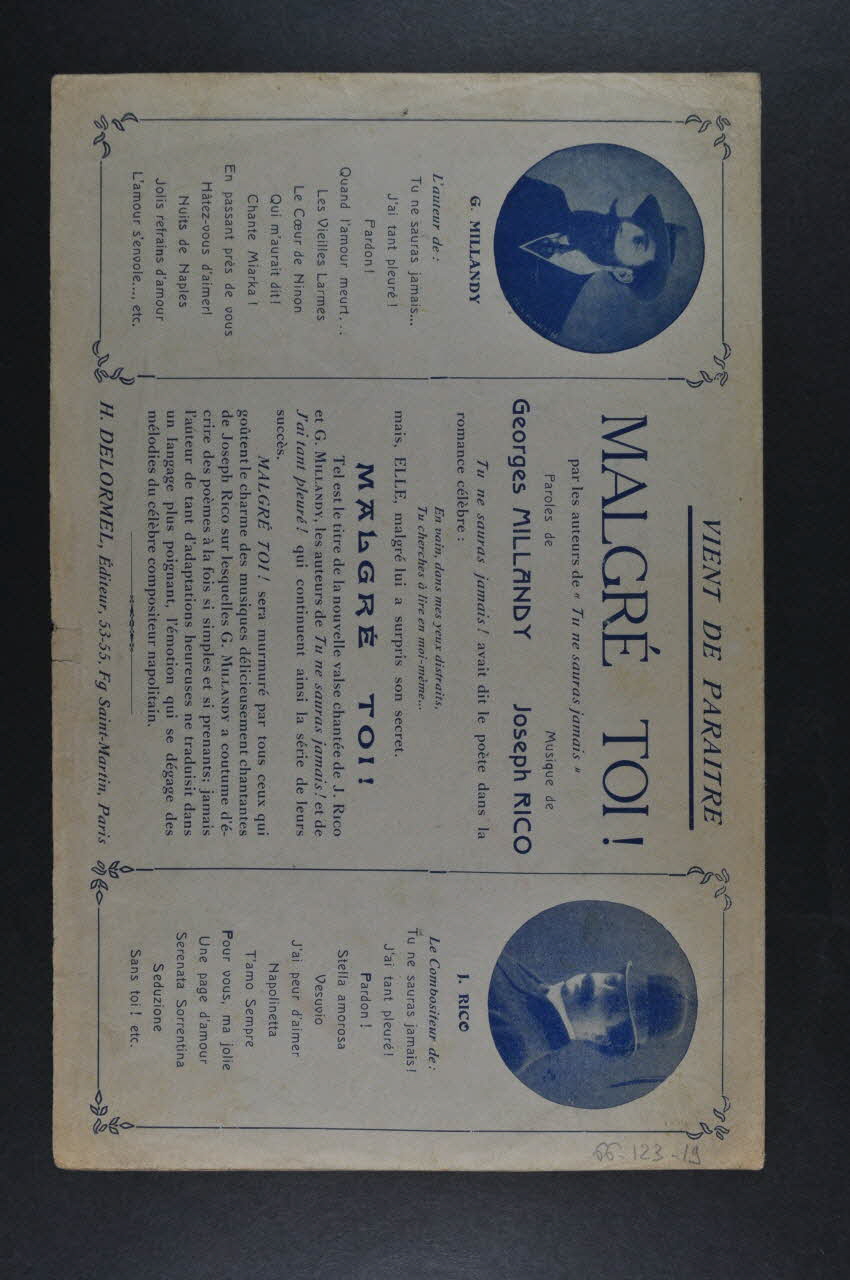 VIENT DE PARAITRE
MALGRÉ TOI !
par les auteurs de " Tu ne sauras jamais "
Paroles de
Georges MILLANDY
Musique de
Joseph RICO
Tu ne sauras jamais ! avait dit le poète dans la
romance célèbre :
En vain, dans mes yeux distraits,
Tu cherches à lire en moi-même...
mais, ELLE, malgré lui a surpris son secret.
MALGRÉ TOI !
Tel est le titre de la nouvelle valse chantée de J. RICO
et G. MILLANDY, les auteurs de Tu ne sauras jamais ! et de
J'ai tant pleuré ! qui continuent ainsi la série de leurs
succès.
MALGRÉ TOI ! sera murmuré par tous ceux qui
goûtent le charme des musiques délicieusement chantantes
de Joseph RICO sur lesquelles G. MILLANDY a coutume d'é-
crire des poèmes à la fois si simples et si prenants; jamais
l'auteur de tant d'adaptations heureuses ne traduisit dans
un langage plus poignant, l'émotion qui se dégage des
mélodies du célèbre compositeur napolitain.
H. DELORMEL, Éditeur, 53-55, Fg Saint-Martin, Paris
G. MILLANDY
L'auteur de :
Tu ne sauras jamais...
J'ai tant pleuré !
Pardon !
Quand l'amour meurt...
Les Vieilles Larmes
Le Cœur de Ninon
Qui m'aurait dit !
Chante Miarka !
En passant près de vous
Hâtez-vous d'aimer!
Nuits de Naples
Jolis refrains d'amour
L'amour s'envole..., etc.
J. RICO
Le Compositeur de :
Tu ne sauras jamais!
J'ai tant pleuré!
Pardon !
Stella amorosa
Vesuvio
J'ai peur d'aimer
Napolinetta
T'amo Sempre
Pour vous, ma jolie
Une page d'amour
Serenata Sorrentina
Seduzione
Sans toi ! etc.
66-123-19